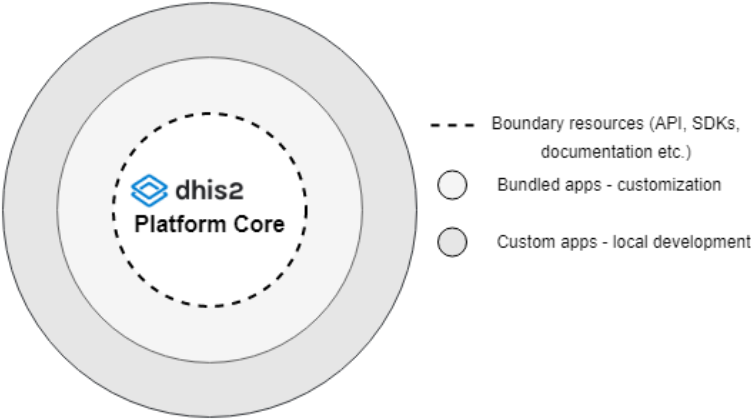 dhis2
Platform Core
Boundary resources (API, SDKs,
documentation etc.)
Bundled apps - customization
Custom apps - local development